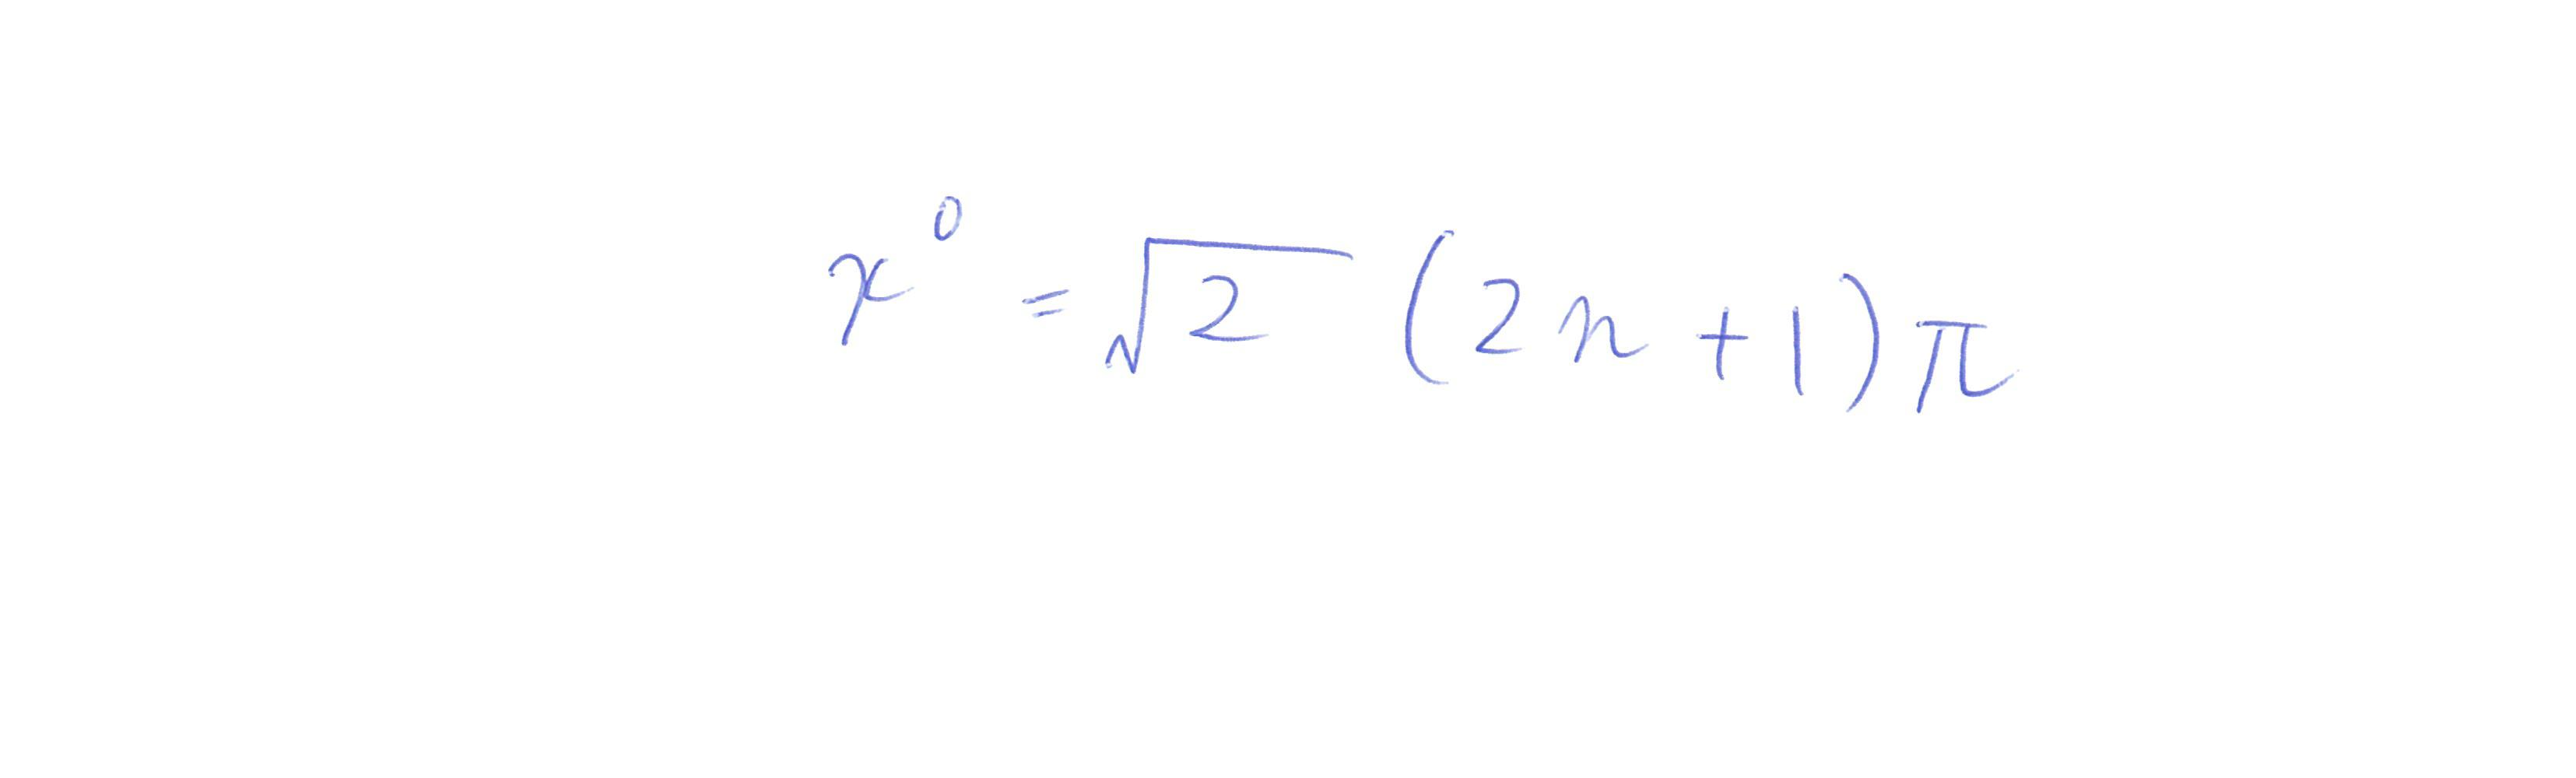 x^0 = √2 (2n+1)π